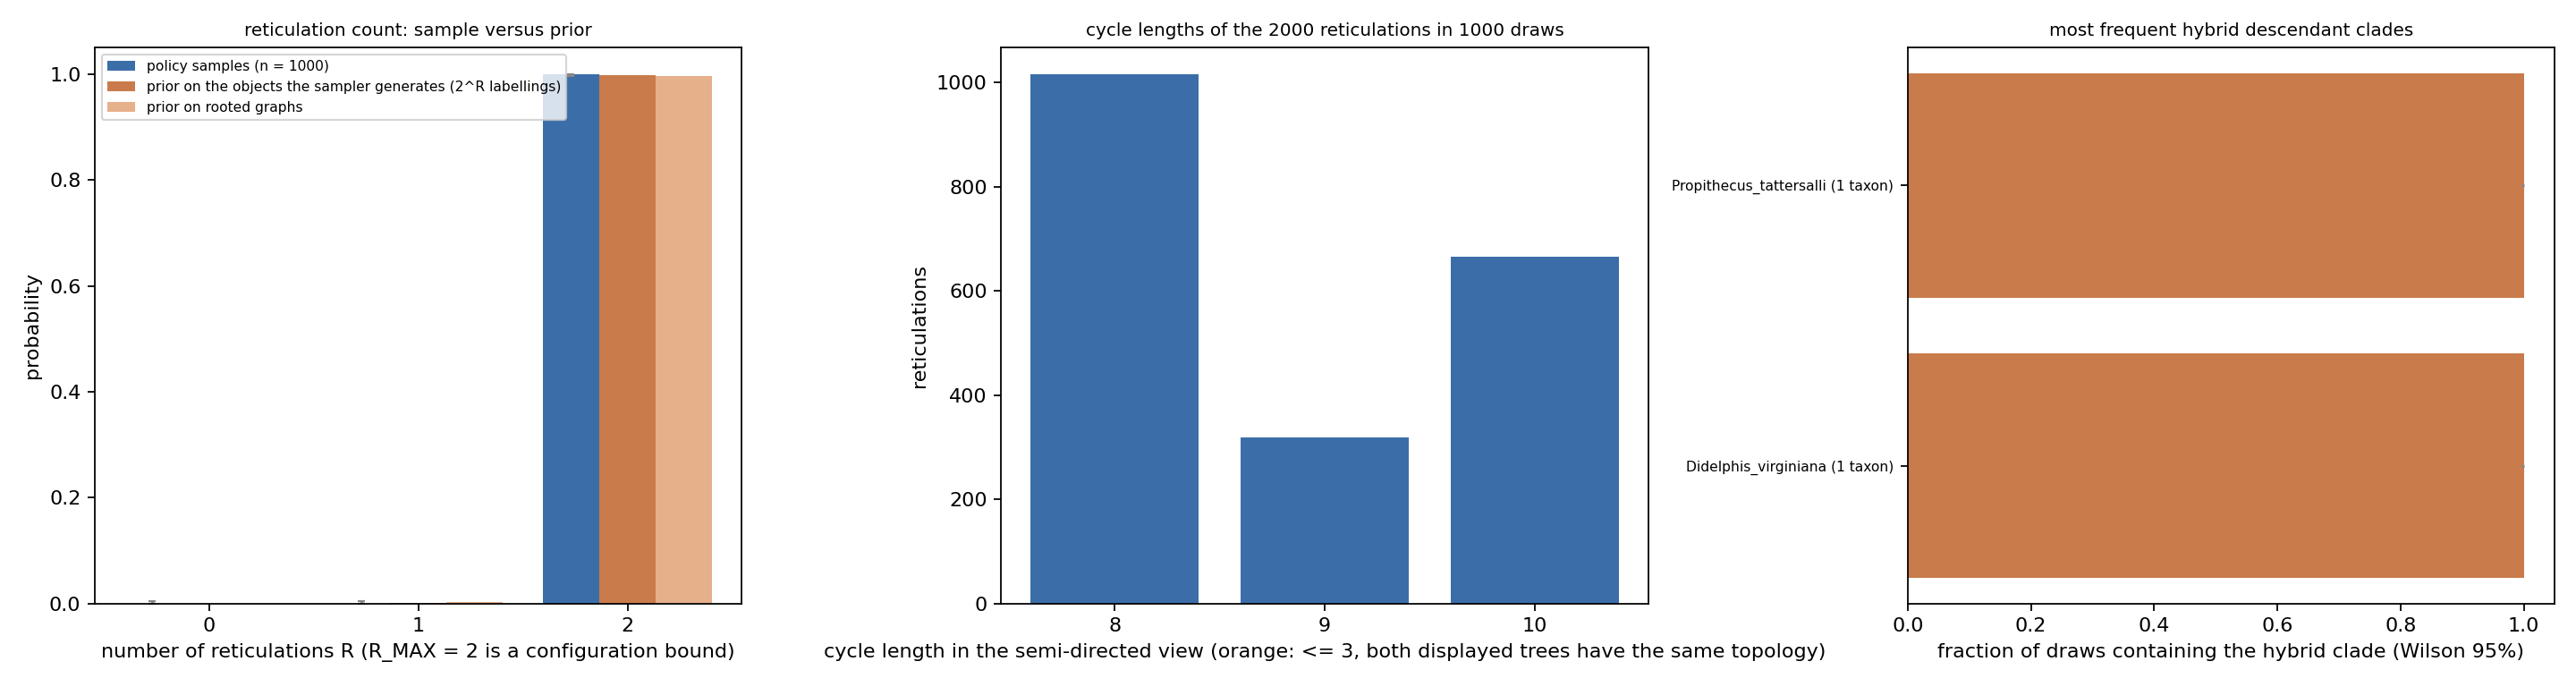 reticulation count: sample versus prior
policy samples (n = 1000)
prior on the objects the sampler generates (2^R labellings)
prior on rooted graphs
probability
1.0
0.8
0.6
0.4
0.2
0.0
0
1
2
number of reticulations R (R_MAX = 2 is a configuration bound)
cycle lengths of the 2000 reticulations in 1000 draws
reticulations
1000
800
600
400
200
0
8
9
10
cycle length in the semi-directed view (orange: <= 3, both displayed trees have the same topology)
most frequent hybrid descendant clades
Propithecus_tattersalli (1 taxon)
Didelphis_virginiana (1 taxon)
0.0
0.2
0.4
0.6
0.8
1.0
fraction of draws containing the hybrid clade (Wilson 95%)